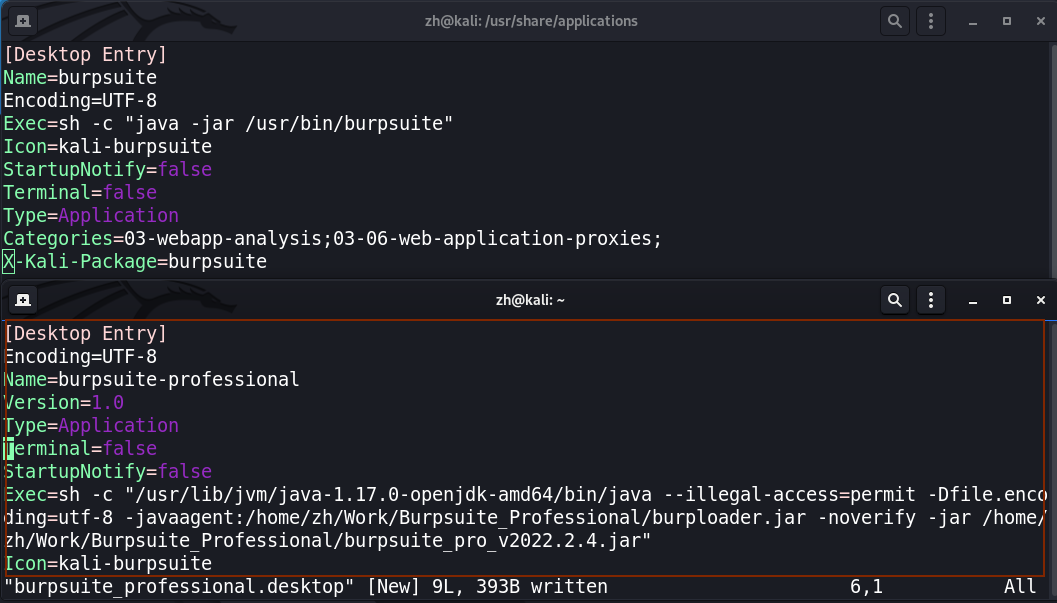 zh@kali: /usr/share/applications
[Desktop Entry]
Name=burpsuite
Encoding=UTF-8
Exec=sh -c "java -jar /usr/bin/burpsuite"
Icon=kali-burpsuite
StartupNotify=false
Terminal=false
Type=Application
Categories=03-webapp-analysis;03-06-web-application-proxies;
X-Kali-Package=burpsuite
zh@kali: ~
[Desktop Entry]
Encoding=UTF-8
Name=burpsuite-professional
Version=1.0
Type=Application
Terminal=false
StartupNotify=false
Exec=sh -c "/usr/lib/jvm/java-1.17.0-openjdk-amd64/bin/java --illegal-access=permit -Dfile.enco
ding=utf-8 -javaagent:/home/zh/Work/Burpsuite_Professional/burploader.jar -noverify -jar /home/
zh/Work/Burpsuite_Professional/burpsuite_pro_v2022.2.4.jar"
Icon=kali-burpsuite
"burpsuite_professional.desktop" [New] 9L, 393B written 6,1 All